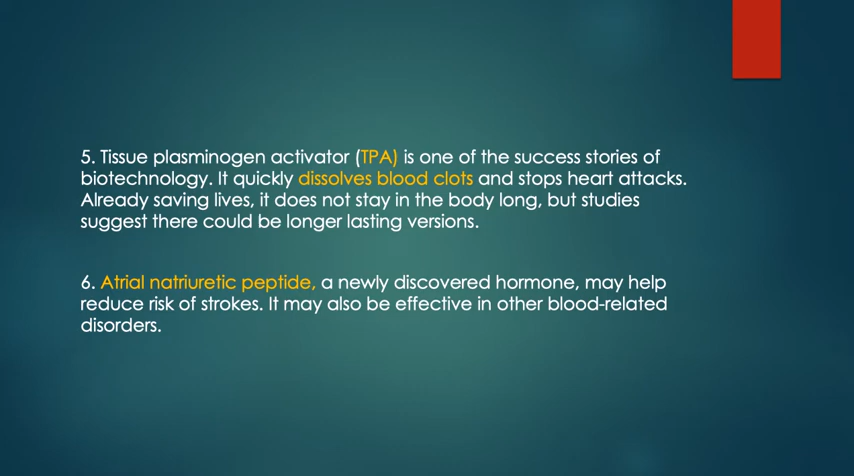 5. Tissue plasminogen activator (TPA) is one of the success stories of
biotechnology. It quickly dissolves blood clots and stops heart attacks.
Already saving lives, it does not stay in the body long, but studies
suggest there could be longer lasting versions.
6. Atrial natriuretic peptide, a newly discovered hormone, may help
reduce risk of strokes. It may also be effective in other blood-related
disorders.